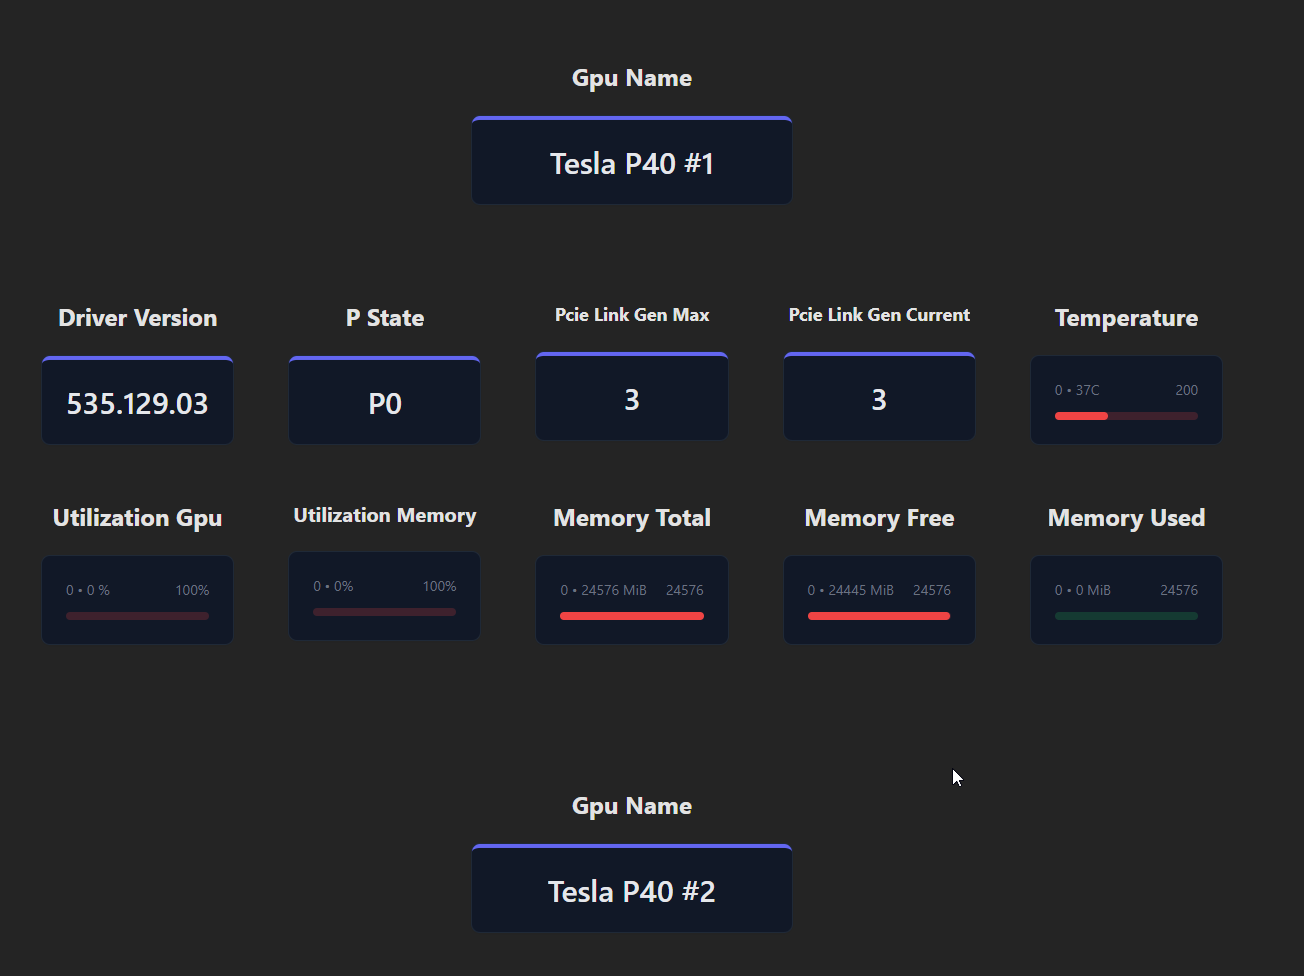 Gpu Name
Tesla P40 #1
Driver Version
535.129.03
P State
P0
Pcie Link Gen Max
3
Pcie Link Gen Current
3
Temperature
0 • 37C 200
Utilization Gpu
0 • 0 % 100%
Utilization Memory
0 • 0% 100%
Memory Total
0 • 24576 MiB 24576
Memory Free
0 • 24445 MiB 24576
Memory Used
0 • 0 MiB 24576
Gpu Name
Tesla P40 #2